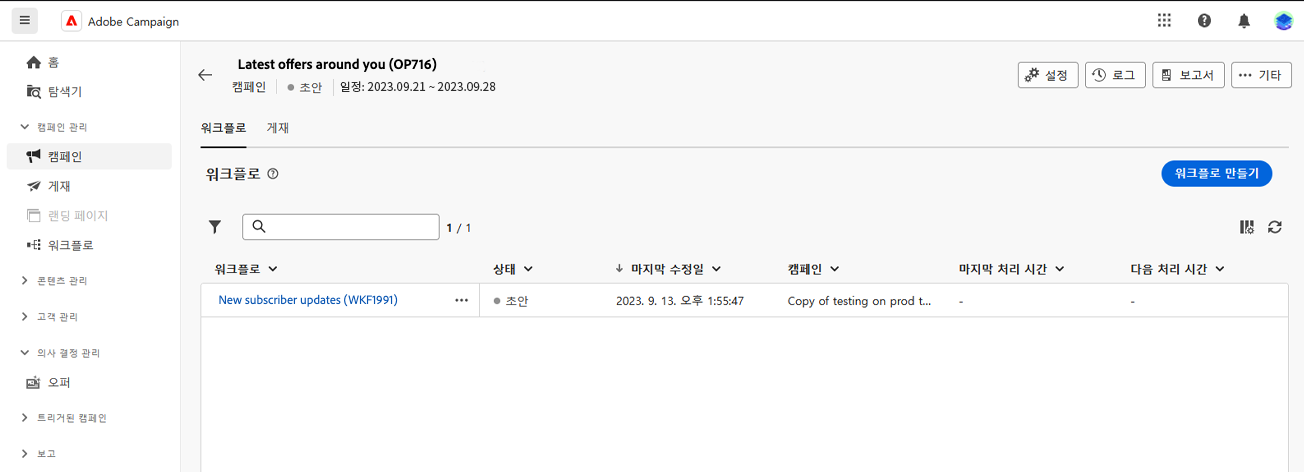 Adobe Campaign
홈
탐색기
캠페인 관리
캠페인
게재
랜딩 페이지
워크플로
콘텐츠 관리
고객 관리
의사 결정 관리
오퍼
트리거된 캠페인
보고
Latest offers around you (OP716)
캠페인 초안 일정: 2023.09.21 ~ 2023.09.28
설정 로그 보고서 기타
워크플로 게재
워크플로
워크플로 만들기
1 / 1
워크플로 상태 마지막 수정일 캠페인 마지막 처리 시간 다음 처리 시간
New subscriber updates (WKF1991) 초안 2023. 9. 13. 오후 1:55:47 Copy of testing on prod t... - -